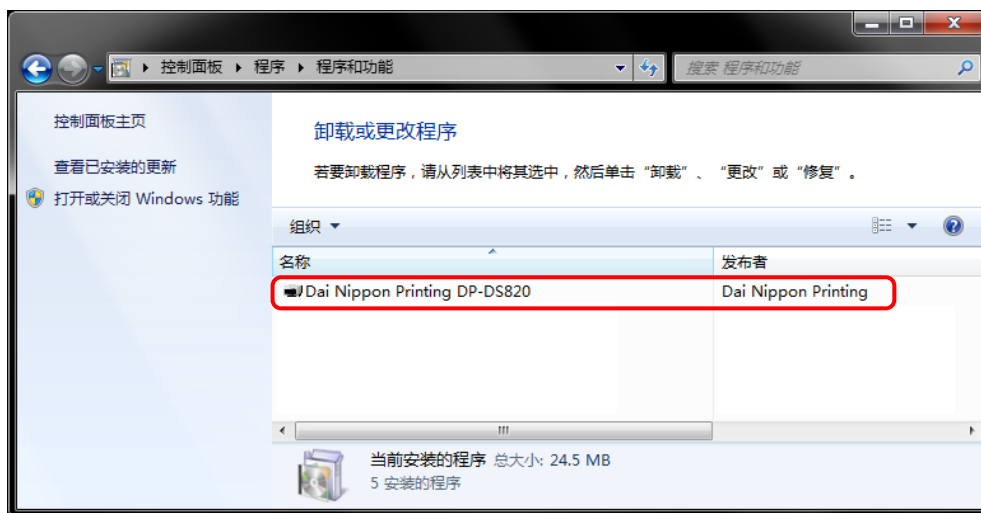 控制面板 程序 程序和功能 搜索 程序和功能
控制面板主页
查看已安装的更新
打开或关闭 Windows 功能
卸载或更改程序
若要卸载程序，请从列表中将其选中，然后单击“卸载”、“更改”或“修复”。
组织
名称 发布者
Dai Nippon Printing DP-DS820 Dai Nippon Printing
当前安装的程序 总大小: 24.5 MB
5 安装的程序